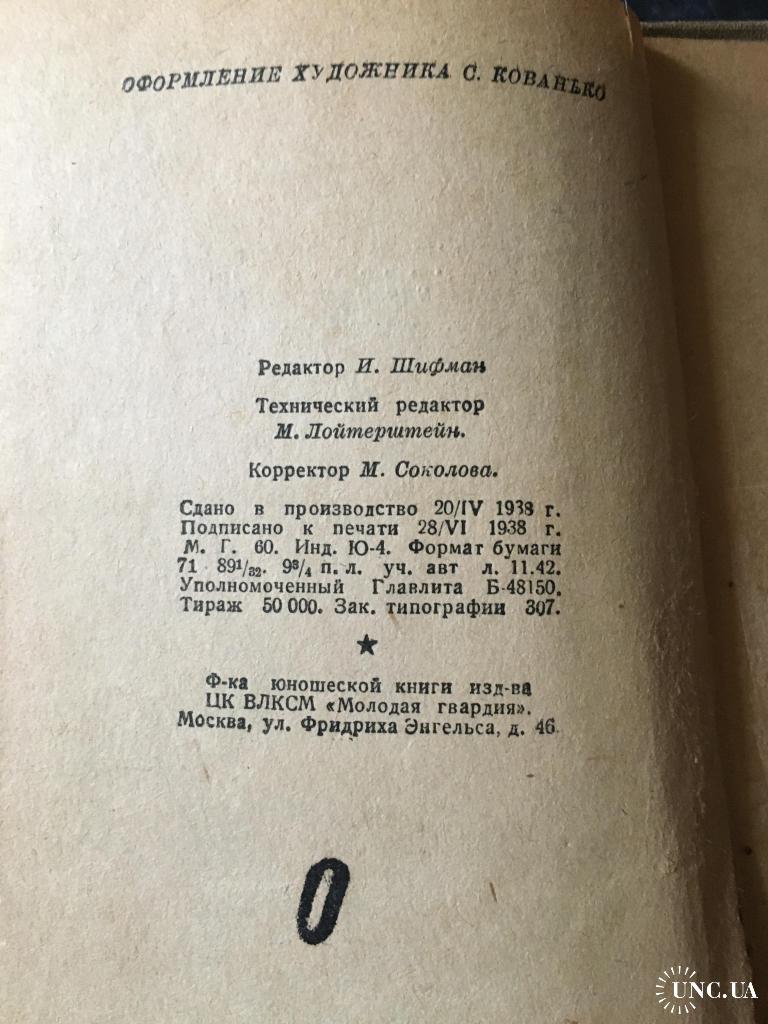 ОФОРМЛЕНИЕ ХУДОЖНИКА С. КОВАНЬКО
Редактор И. Шифман
Технический редактор
М. Лойтерштейн.
Корректор М. Соколова.
Сдано в производство 20/IV 1938 г.
Подписано к печати 28/VI 1938 г.
М. Г. 60. Инд. Ю-4. Формат бумаги
71 89¹/₃₂. 9³/₄ п. л. уч. авт л. 11.42.
Уполномоченный Главлита Б-48150.
Тираж 50 000. Зак. типографии 307.
★
Ф-ка юношеской книги изд-ва
ЦК ВЛКСМ «Молодая гвардия».
Москва, ул. Фридриха Энгельса, д. 46
0
UNC.UA